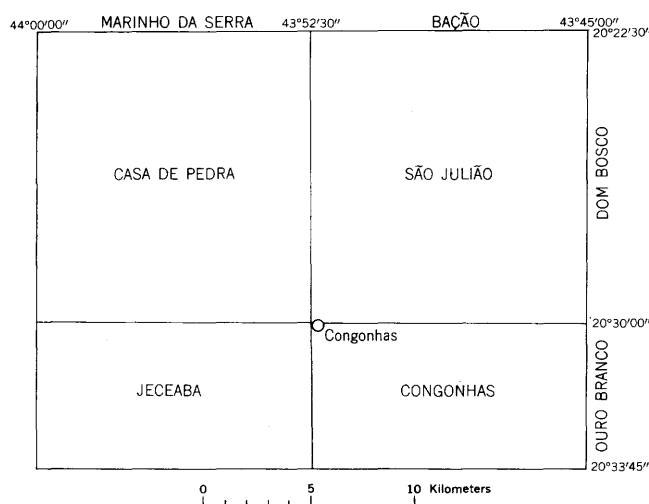 44°00′00″ MARINHO DA SERRA 43°52′30″ BAÇÃO 43°45′00″
20°22′30″
CASA DE PEDRA SÃO JULIÃO
DOM BOSCO
20°30′00″
Congonhas
JECEABA CONGONHAS
OURO BRANCO
20°33′45″
0 5 10 Kilometers